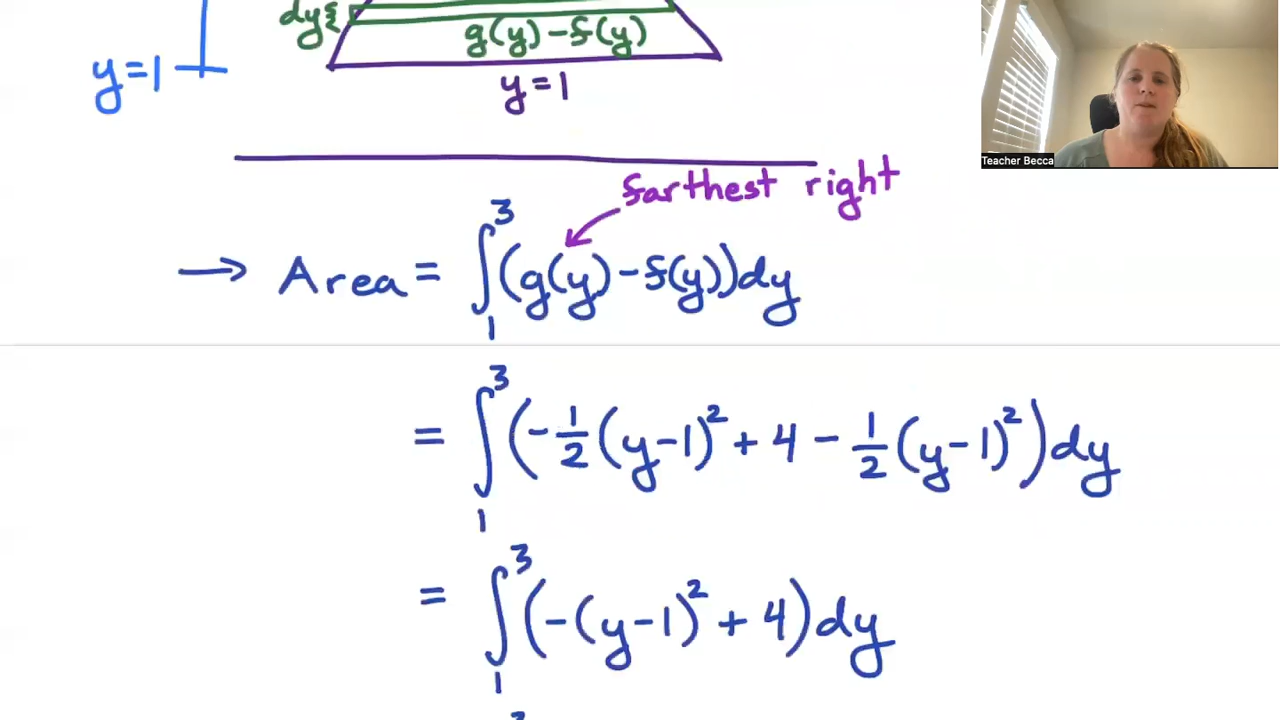 dy{ g(y)-f(y)
y=1
y=1
Teacher Becca
farthest right
→ Area = ∫₁³ (g(y)-f(y))dy
= ∫₁³ (-1/2(y-1)²+4-1/2(y-1)²)dy
= ∫₁³ (-(y-1)²+4)dy
3